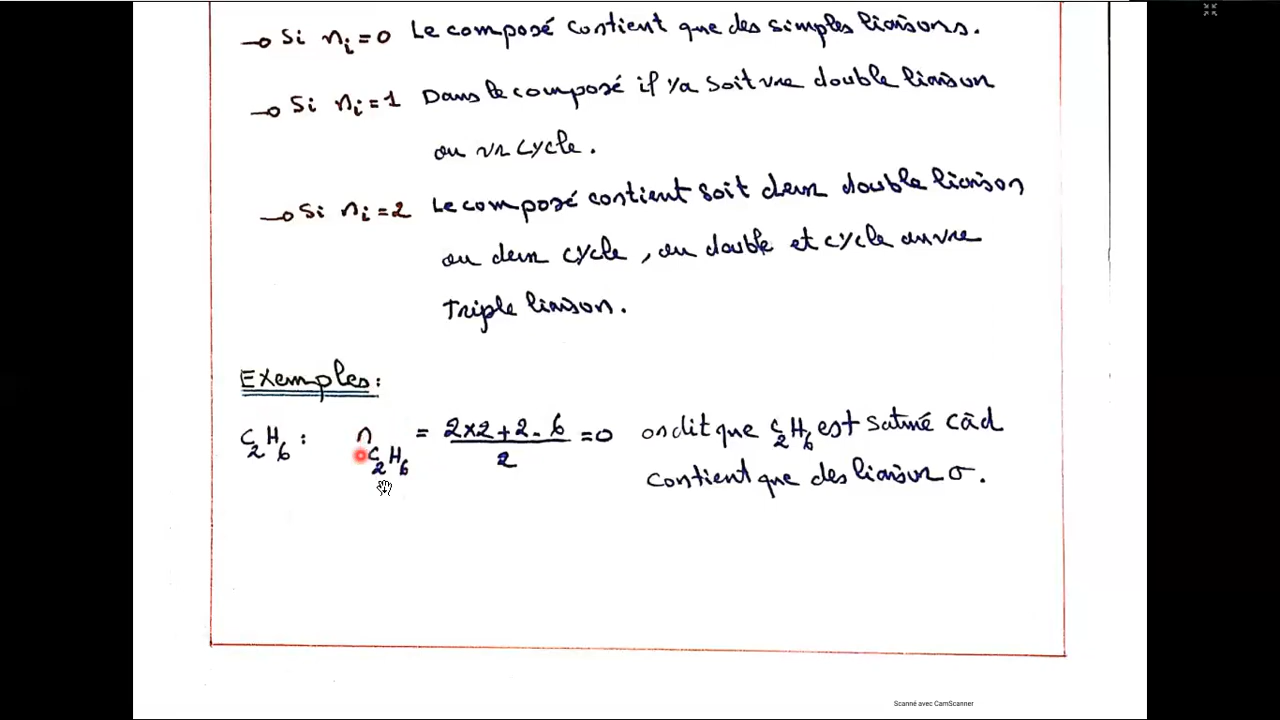 → Si nᵢ=0 Le composé contient que des simples liaisons.
→ Si nᵢ=1 Dans le composé il ya soit une double liaison
ou un cycle.
→ Si nᵢ=2 Le composé contient soit deux double liaison
ou deux cycle, ou double et cycle ou une
Triple liaison.
Exemples:
C₂H₆ : n C₂H₆ = (2x2+2-6)/2 =0 on dit que C₂H₆ est saturé càd
contient que des liaison σ.
Scanné avec CamScanner